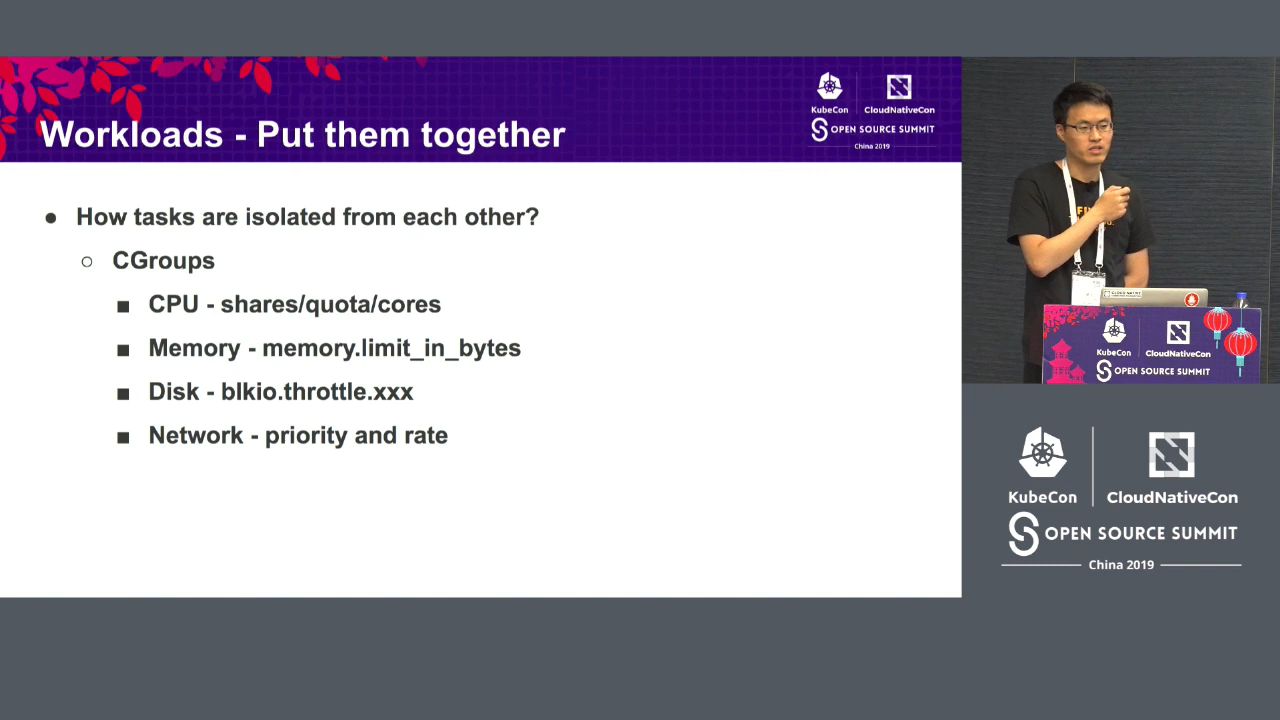 Workloads - Put them together
KubeCon
CloudNativeCon
OPEN SOURCE SUMMIT
China 2019
● How tasks are isolated from each other?
○ CGroups
■ CPU - shares/quota/cores
■ Memory - memory.limit_in_bytes
■ Disk - blkio.throttle.xxx
■ Network - priority and rate
KubeCon
CloudNativeCon
OPEN SOURCE SUMMIT
KubeCon
CloudNativeCon
OPEN SOURCE SUMMIT
China 2019